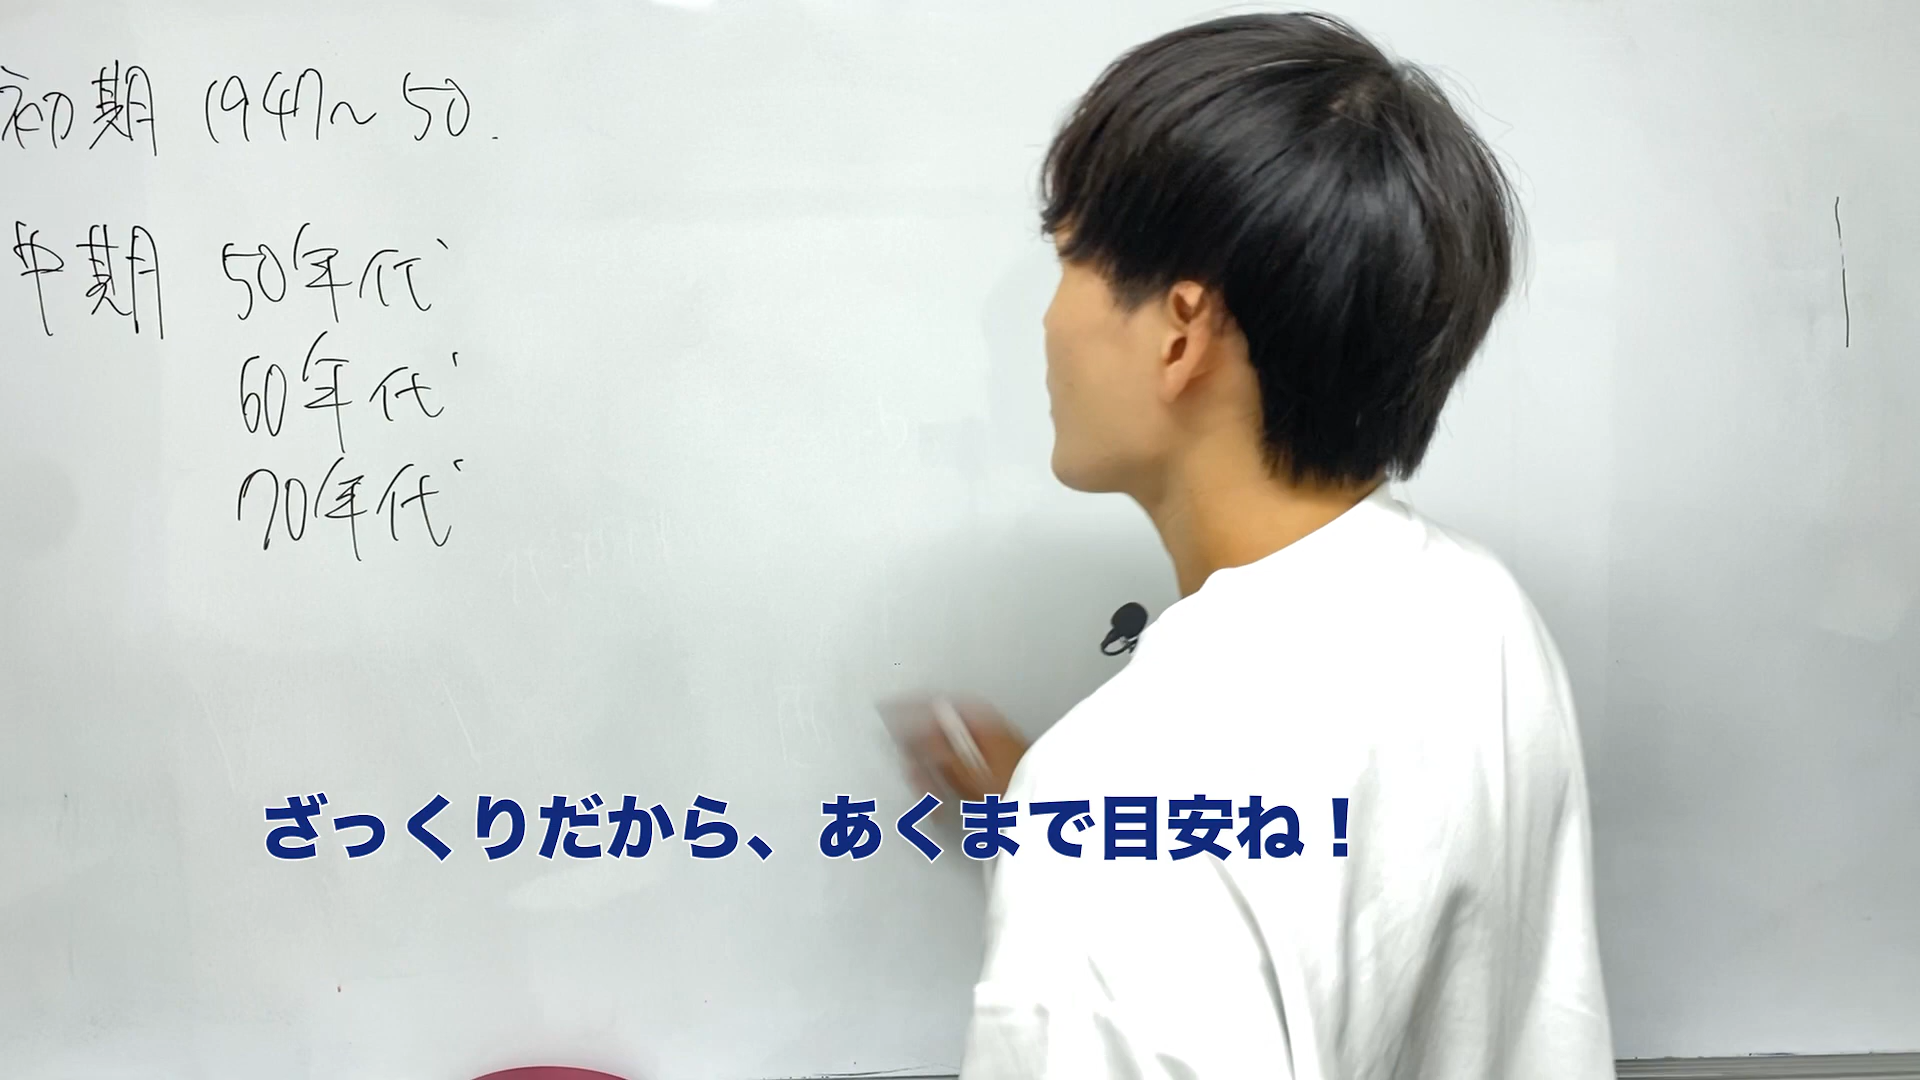 初期 1947～50.
中期 50年代
60年代
70年代
ざっくりだから、あくまで目安ね！